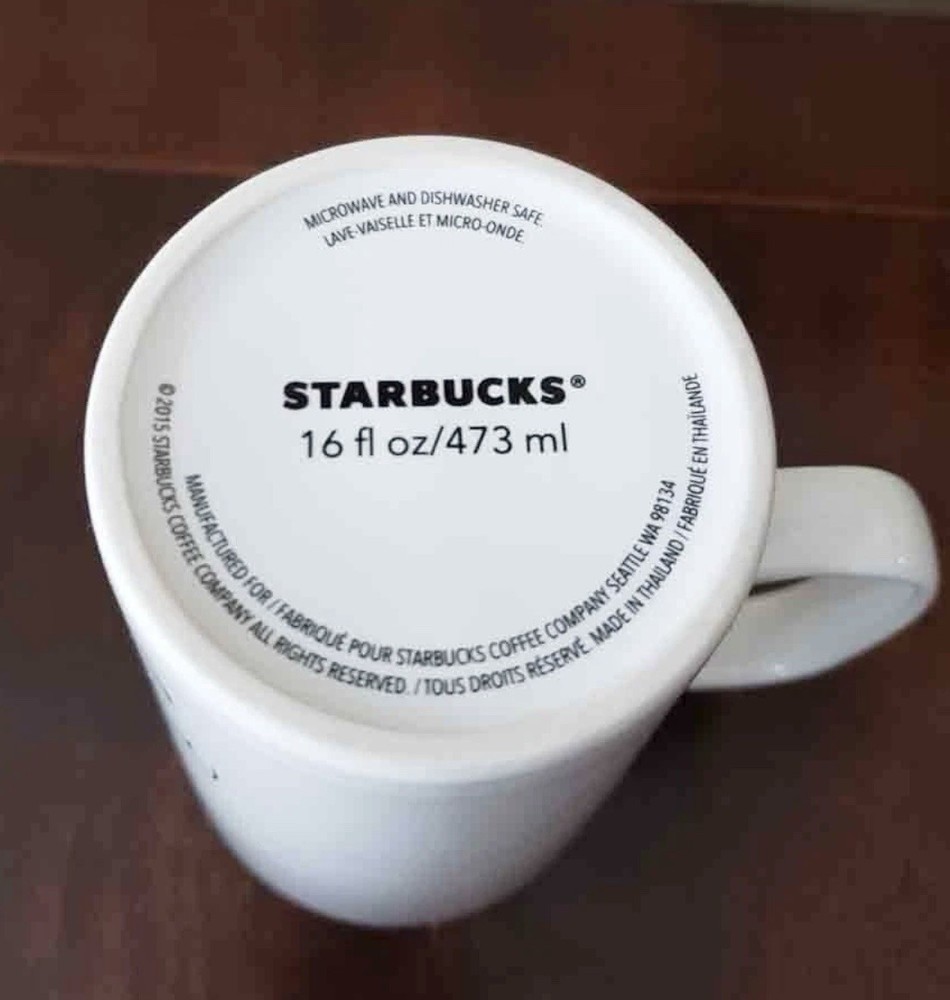 MICROWAVE AND DISHWASHER SAFE.
LAVE-VAISELLE ET MICRO-ONDE.
STARBUCKS®
16 fl oz/473 ml
MANUFACTURED FOR / FABRIQUÉ POUR STARBUCKS COFFEE COMPANY SEATTLE WA 98134
© 2015 STARBUCKS COFFEE COMPANY ALL RIGHTS RESERVED. / TOUS DROITS RÉSERVÉ. MADE IN THAILAND / FABRIQUÉ EN THAÏLANDE